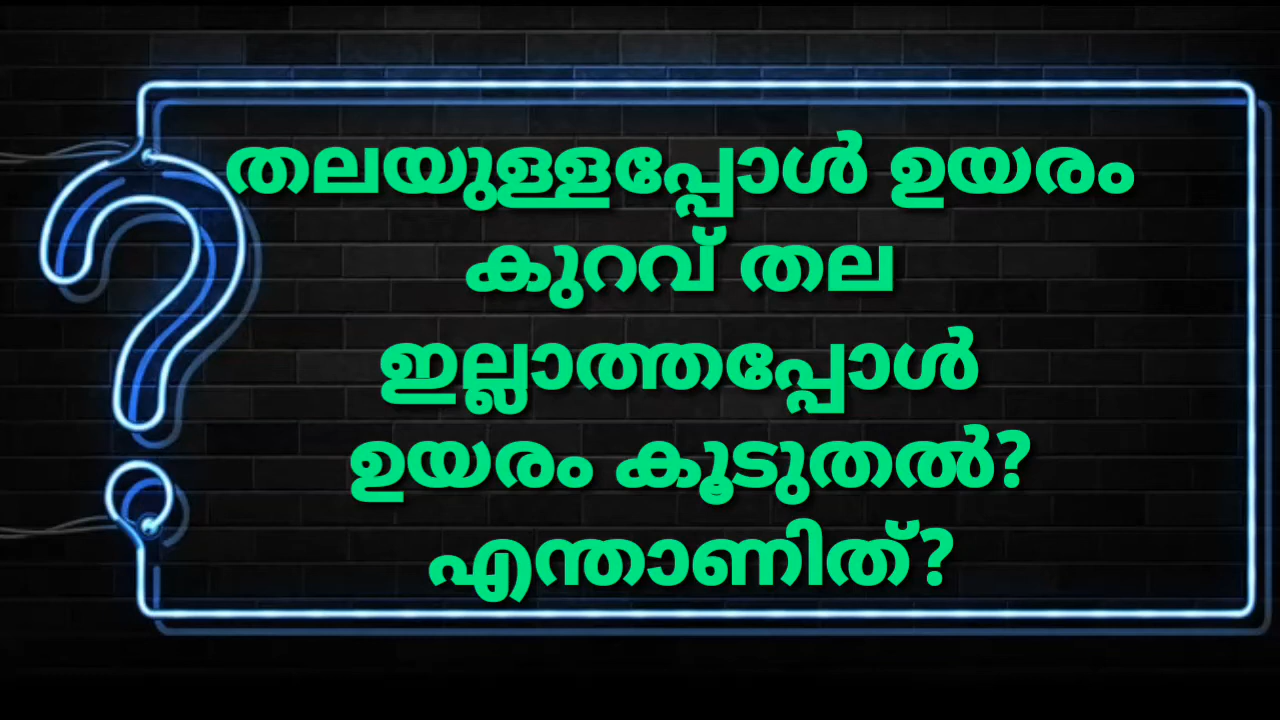 തലയുള്ളപ്പോൾ ഉയരം
കുറവ് തല
ഇല്ലാത്തപ്പോൾ
ഉയരം കൂടുതൽ?
എന്താണിത്?